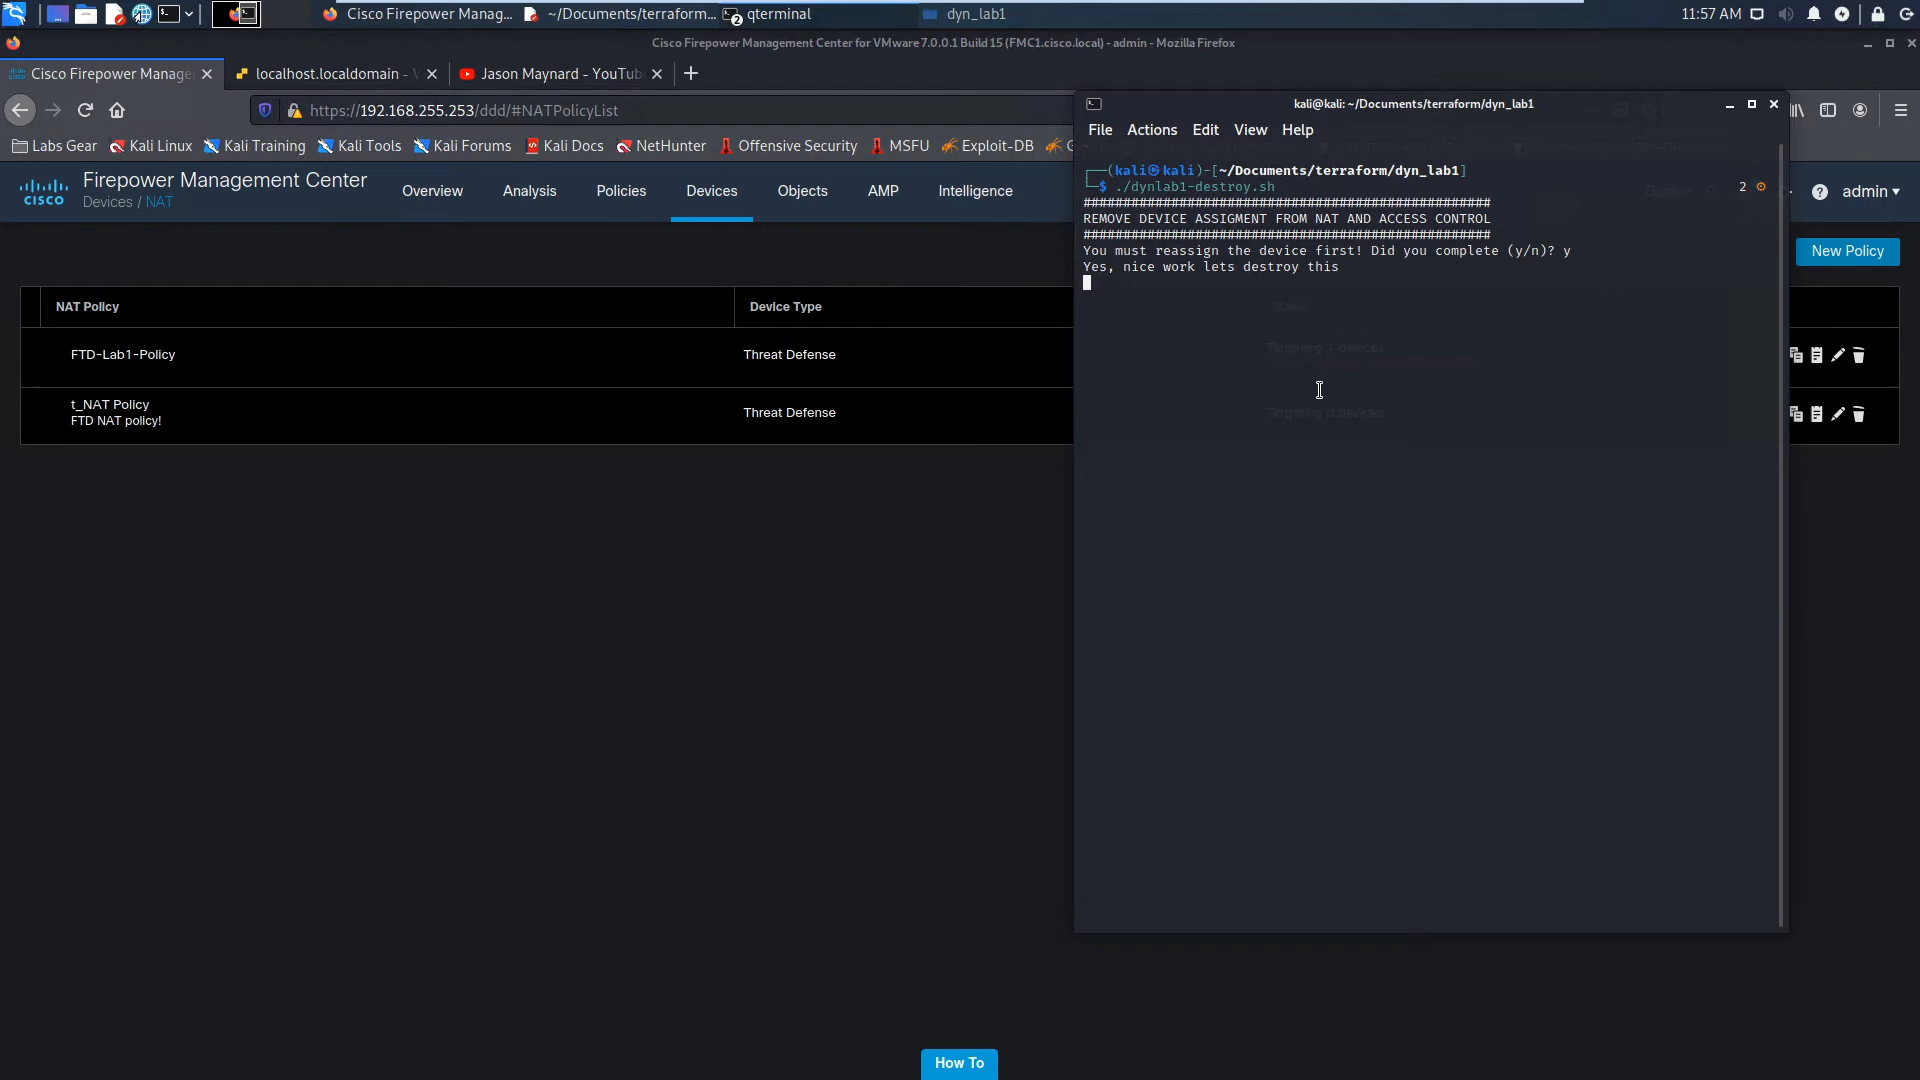 Cisco Firepower Manag...
~/Documents/terraform...
2
qterminal
dyn_lab1
11:57 AM
Cisco Firepower Management Center for VMware 7.0.0.1 Build 15 (FMC1.cisco.local) - admin - Mozilla Firefox
Cisco Firepower Manage
localhost.localdomain -
Jason Maynard - YouTub
https://192.168.255.253/ddd/#NATPolicyList
Labs Gear
Kali Linux
Kali Training
Kali Tools
Kali Forums
Kali Docs
NetHunter
Offensive Security
MSFU
Exploit-DB
cisco
Firepower Management Center
Devices / NAT
Overview
Analysis
Policies
Devices
Objects
AMP
Intelligence
admin
New Policy
NAT Policy
Device Type
FTD-Lab1-Policy
Threat Defense
t_NAT Policy
FTD NAT policy!
Threat Defense
How To
kali@kali: ~/Documents/terraform/dyn_lab1
File Actions Edit View Help
┌──(kali㉿kali)-[~/Documents/terraform/dyn_lab1]
└─$ ./dynlab1-destroy.sh 2 ⚙
###################################################
REMOVE DEVICE ASSIGMENT FROM NAT AND ACCESS CONTROL
###################################################
You must reassign the device first! Did you complete (y/n)? y
Yes, nice work lets destroy this